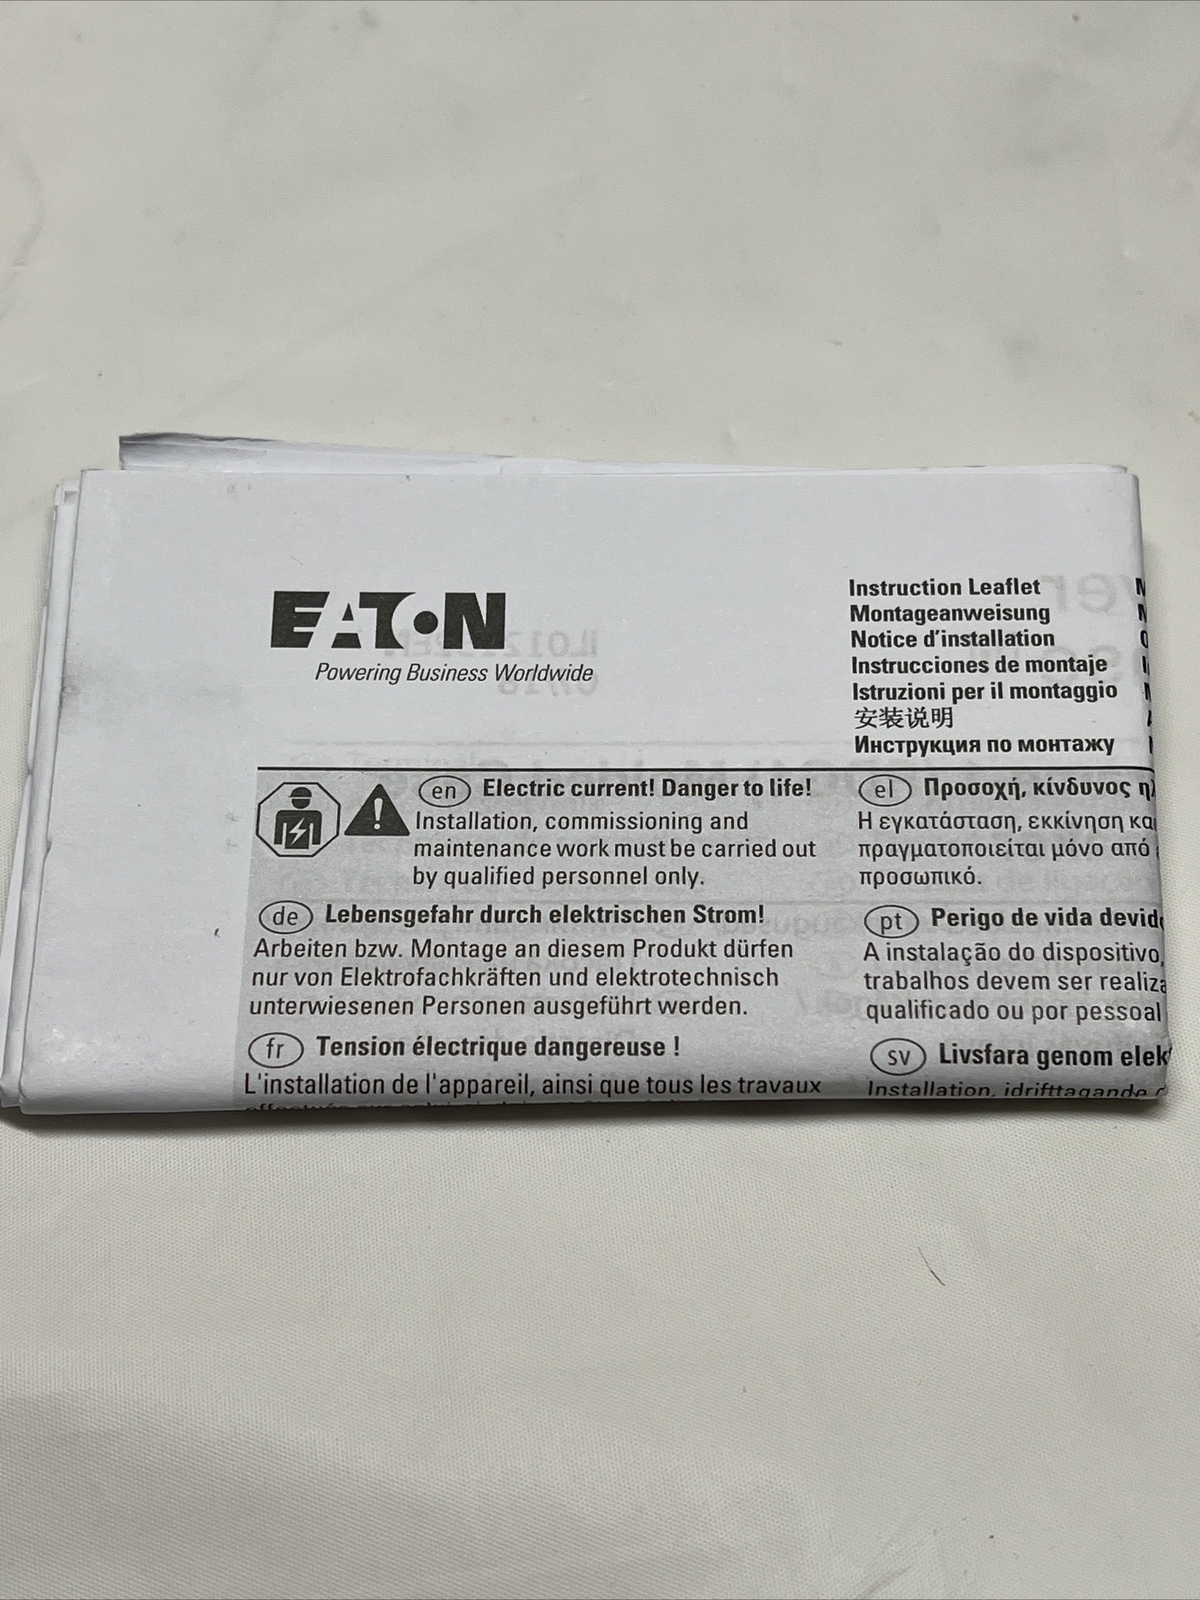 EATON
Powering Business Worldwide
Instruction Leaflet
Montageanweisung
Notice d'installation
Instrucciones de montaje
Istruzioni per il montaggio
安装说明
Инструкция по монтажу
en Electric current! Danger to life!
Installation, commissioning and
maintenance work must be carried out
by qualified personnel only.
de Lebensgefahr durch elektrischen Strom!
Arbeiten bzw. Montage an diesem Produkt dürfen
nur von Elektrofachkräften und elektrotechnisch
unterwiesenen Personen ausgeführt werden.
fr Tension électrique dangereuse !
L'installation de l'appareil, ainsi que tous les travaux
el Προσοχή, κίνδυνος
Η εγκατάσταση, εκκίνηση
πραγματοποιείται μόνο από
προσωπικό.
pt Perigo de vida
A instalação do dispositivo,
trabalhos devem ser
qualificado ou por pessoal
sv Livsfara genom
Installation, idrifttagande